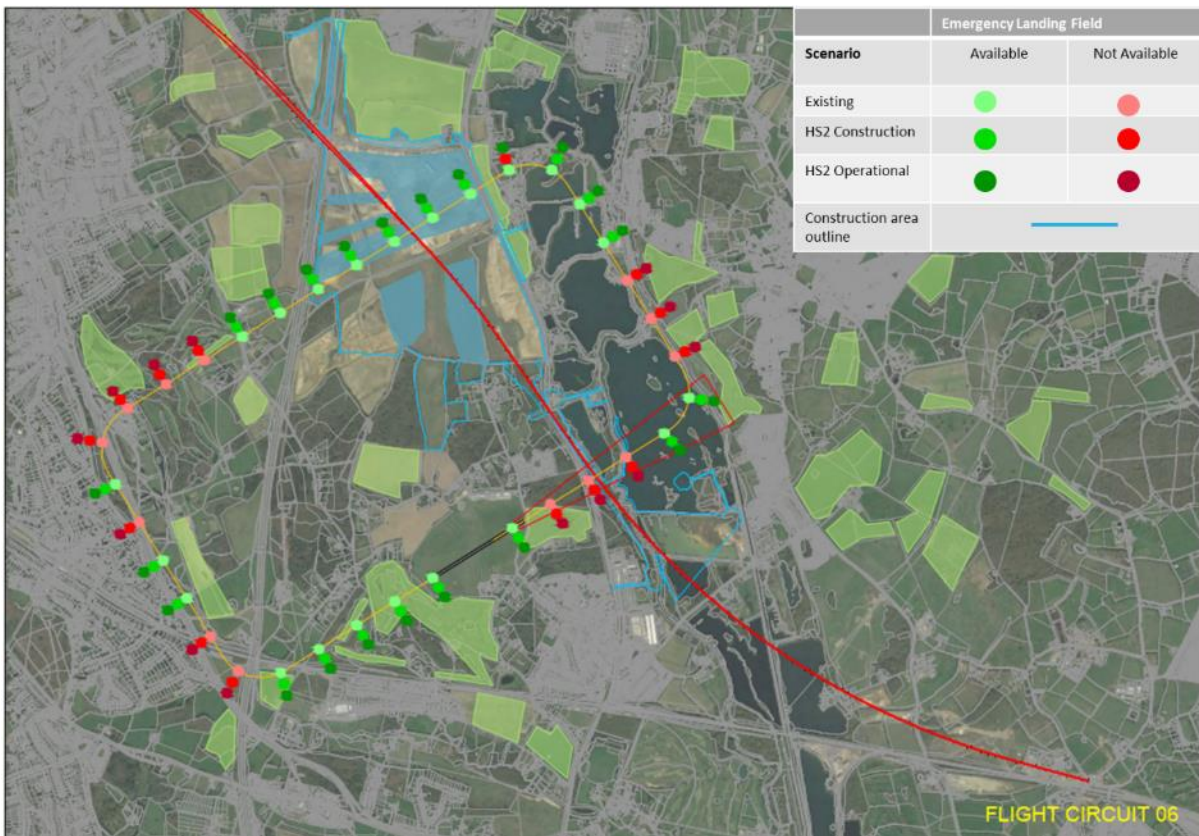 Emergency Landing Field
Scenario
Available
Not Available
Existing
HS2 Construction
HS2 Operational
Construction area
outline
FLIGHT CIRCUIT 06